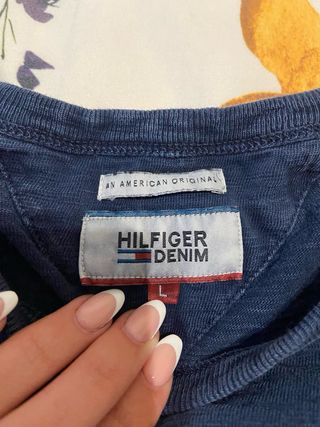 AN AMERICAN ORIGINAL
HILFIGER
DENIM
L